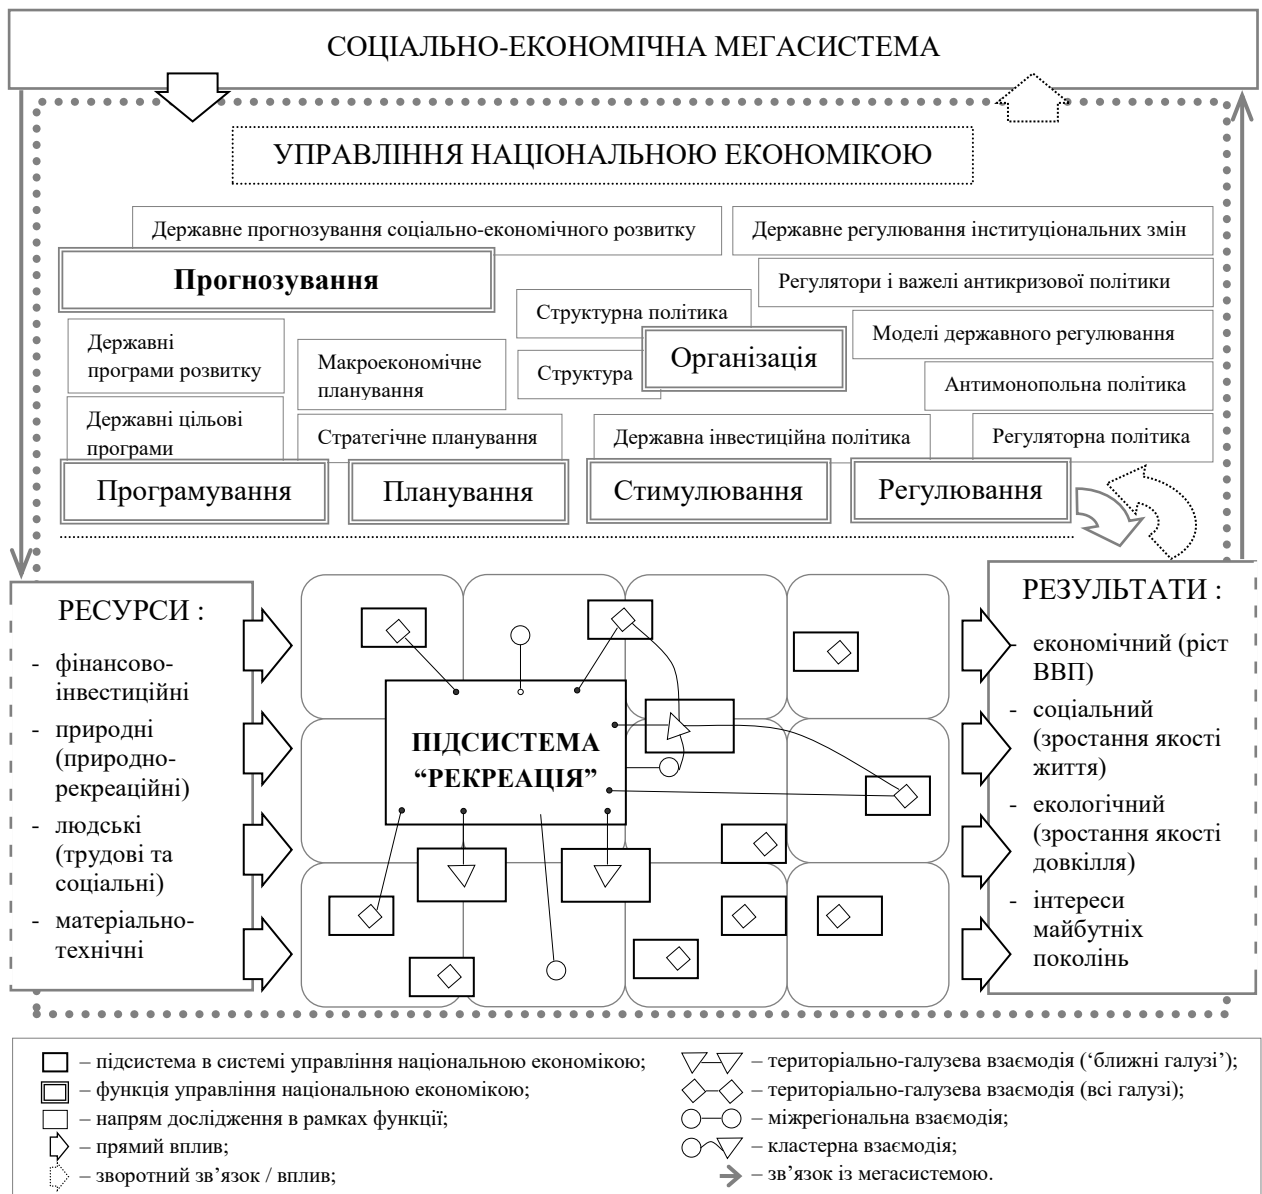 СОЦІАЛЬНО-ЕКОНОМІЧНА МЕГАСИСТЕМА
УПРАВЛІННЯ НАЦІОНАЛЬНОЮ ЕКОНОМІКОЮ
Державне прогнозування соціально-економічного розвитку
Державне регулювання інституціональних змін
Прогнозування
Регулятори і важелі антикризової політики
Структурна політика
Моделі державного регулювання
Державні
програми розвитку
Макроекономічне
планування
Організація
Структура
Антимонопольна політика
Державні цільові
програми
Стратегічне планування
Державна інвестиційна політика
Регуляторна політика
Програмування
Планування
Стимулювання
Регулювання
РЕСУРСИ :
- фінансово-
інвестиційні
- природні
(природно-
рекреаційні)
- людські
(трудові та
соціальні)
- матеріально-
технічні
ПІДСИСТЕМА
“РЕКРЕАЦІЯ”
РЕЗУЛЬТАТИ :
- економічний (ріст
ВВП)
- соціальний
(зростання якості
життя)
- екологічний
(зростання якості
довкілля)
- інтереси
майбутніх
поколінь
– підсистема в системі управління національною економікою;
– функція управління національною економікою;
– напрям дослідження в рамках функції;
– прямий вплив;
– зворотний зв’язок / вплив;
– територіально-галузева взаємодія (‘ближні галузі’);
– територіально-галузева взаємодія (всі галузі);
– міжрегіональна взаємодія;
– кластерна взаємодія;
– зв’язок із мегасистемою.